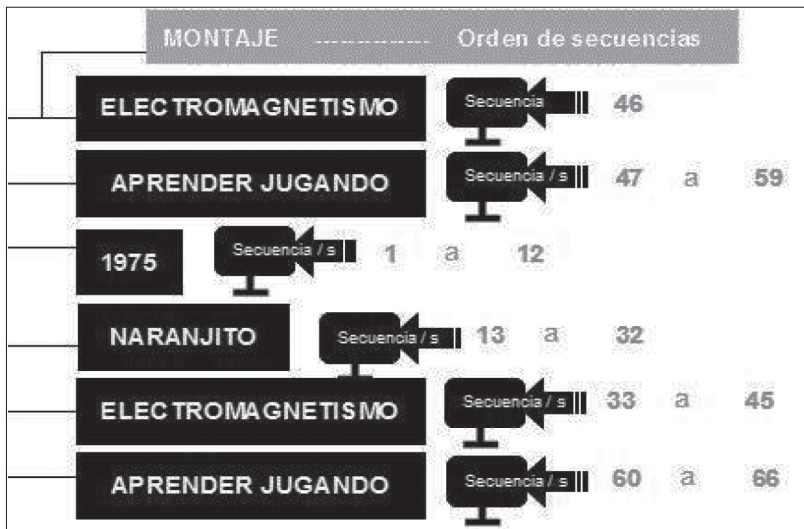 MONTAJE ------------- Orden de secuencias
ELECTROMAGNETISMO Secuencia 46
APRENDER JUGANDO Secuencia / s 47 a 59
1975 Secuencia / s 1 a 12
NARANJITO Secuencia / s 13 a 32
ELECTROMAGNETISMO Secuencia / s 33 a 45
APRENDER JUGANDO Secuencia / s 60 a 66